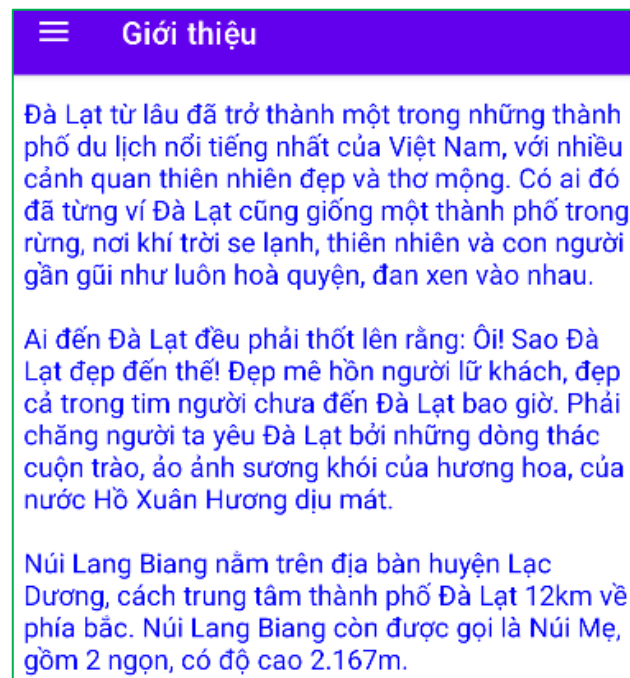 Giới thiệu
Đà Lạt từ lâu đã trở thành một trong những thành
phố du lịch nổi tiếng nhất của Việt Nam, với nhiều
cảnh quan thiên nhiên đẹp và thơ mộng. Có ai đó
đã từng ví Đà Lạt cũng giống một thành phố trong
rừng, nơi khí trời se lạnh, thiên nhiên và con người
gần gũi như luôn hoà quyện, đan xen vào nhau.
Ai đến Đà Lạt đều phải thốt lên rằng: Ôi! Sao Đà
Lạt đẹp đến thế! Đẹp mê hồn người lữ khách, đẹp
cả trong tim người chưa đến Đà Lạt bao giờ. Phải
chăng người ta yêu Đà Lạt bởi những dòng thác
cuộn trào, ảo ảnh sương khói của hương hoa, của
nước Hồ Xuân Hương dịu mát.
Núi Lang Biang nằm trên địa bàn huyện Lạc
Dương, cách trung tâm thành phố Đà Lạt 12km về
phía bắc. Núi Lang Biang còn được gọi là Núi Mẹ,
gồm 2 ngọn, có độ cao 2.167m.